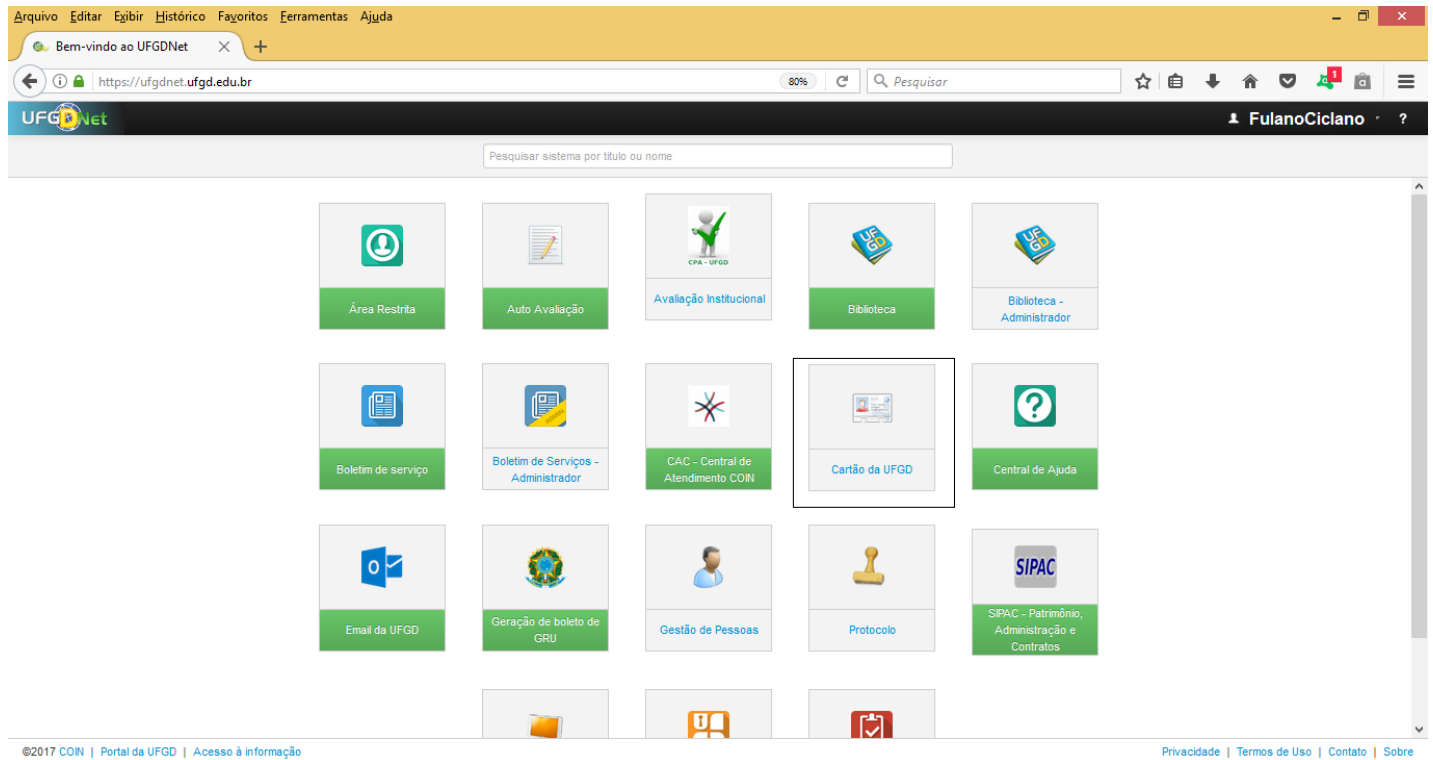 Arquivo Editar Exibir Histórico Favoritos Ferramentas Ajuda
Bem-vindo ao UFGDNet
https://ufgdnet.ufgd.edu.br 80% Pesquisar 1
UFGDNet FulanoCiclano ?
Pesquisar sistema por título ou nome
CPA - UFGD
UFGD
UFGD
Área Restrita
Auto Avaliação
Avaliação Institucional
Biblioteca
Biblioteca -
Administrador
ADMIN
Boletim de serviço
Boletim de Serviços -
Administrador
CAC - Central de
Atendimento COIN
Cartão da UFGD
Central de Ajuda
SIPAC
Email da UFGD
Geração de boleto de
GRU
Gestão de Pessoas
Protocolo
SIPAC - Patrimônio,
Administração e
Contratos
©2017 COIN | Portal da UFGD | Acesso à informação
Privacidade | Termos de Uso | Contato | Sobre